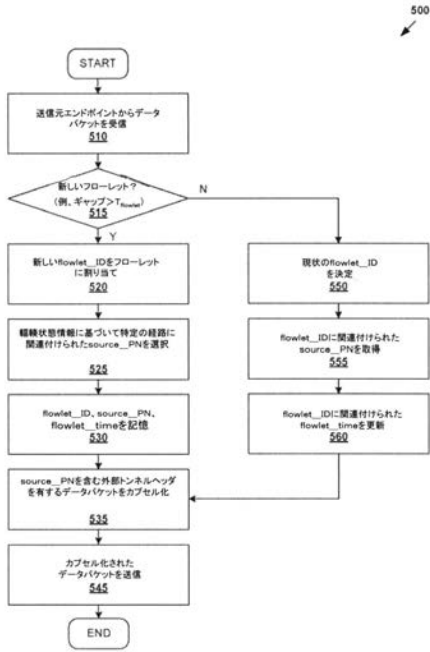 500
START
送信元エンドポイントからデータ
パケットを受信
510
新しいフローレット?
(例、ギャップ>Tflowlet)
515
N
Y
新しいflowlet_IDをフローレット
に割り当て
520
輻輳状態情報に基づいて特定の経路に
関連付けられたsource_PNを選択
525
flowlet_ID、source_PN、
flowlet_timeを記憶
530
現状のflowlet_ID
を決定
550
flowlet_IDに関連付けられた
source_PNを取得
555
flowlet_IDに関連付けられた
flowlet_timeを更新
560
source_PNを含む外部トンネルヘッダ
を有するデータパケットをカプセル化
535
カプセル化された
データパケットを送信
545
END